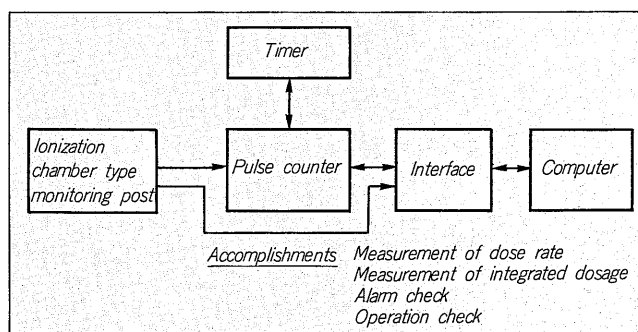 Timer
Ionization
chamber type
monitoring post
Pulse counter
Interface
Computer
Accomplishments
Measurement of dose rate
Measurement of integrated dosage
Alarm check
Operation check